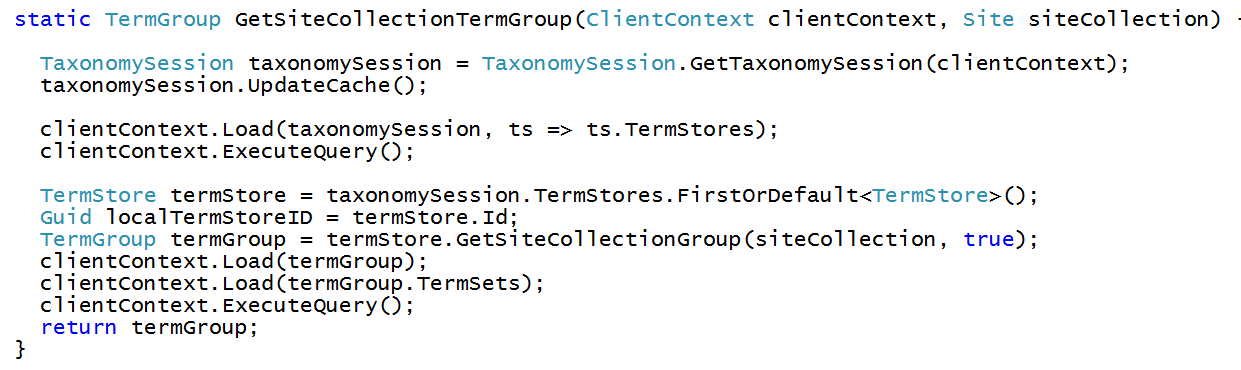 static TermGroup GetSiteCollectionTermGroup(ClientContext clientContext, Site siteCollection) {
TaxonomySession taxonomySession = TaxonomySession.GetTaxonomySession(clientContext);
taxonomySession.UpdateCache();
clientContext.Load(taxonomySession, ts => ts.TermStores);
clientContext.ExecuteQuery();
TermStore termStore = taxonomySession.TermStores.FirstOrDefault<TermStore>();
Guid localTermStoreID = termStore.Id;
TermGroup termGroup = termStore.GetSiteCollectionGroup(siteCollection, true);
clientContext.Load(termGroup);
clientContext.Load(termGroup.TermSets);
clientContext.ExecuteQuery();
return termGroup;
}